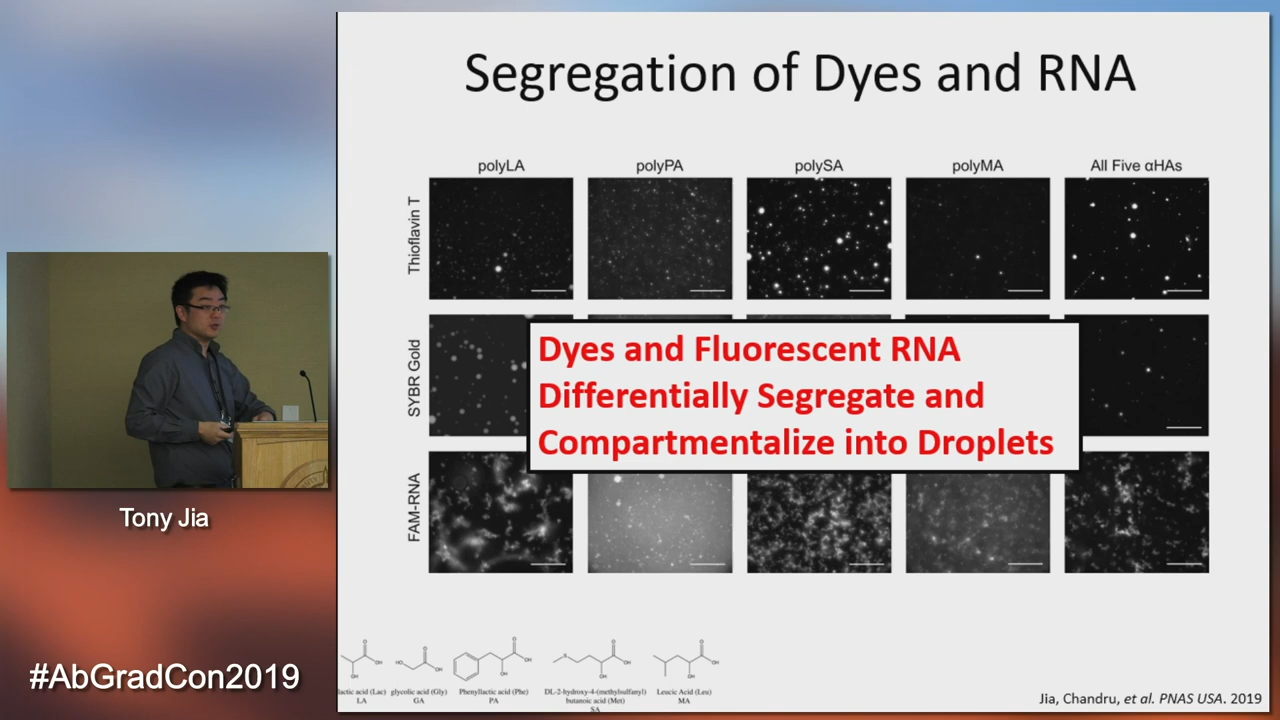 Segregation of Dyes and RNA
polyLA polyPA polySA polyMA All Five αHAs
Thioflavin T
SYBR Gold
FAM-RNA
Dyes and Fluorescent RNA
Differentially Segregate and
Compartmentalize into Droplets
Tony Jia
#AbGradCon2019
lactic acid (Lac) glycolic acid (Gly) Phenyllactic acid (Phe) DL-2-hydroxy-4-(methylsulfanyl) Leucic Acid (Leu)
LA GA PA butanoic acid (Met) MA
SA
Jia, Chandru, et al. PNAS USA. 2019